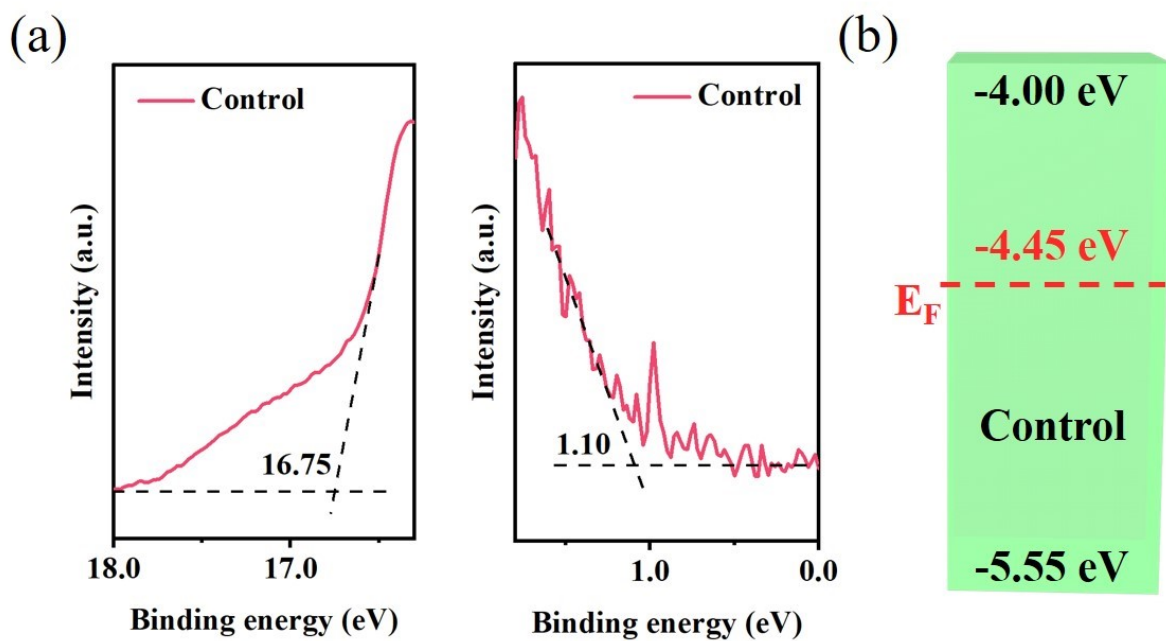 (a)
Control
Intensity (a.u.)
16.75
18.0
17.0
Binding energy (eV)
Control
Intensity (a.u.)
1.10
1.0
0.0
Binding energy (eV)
(b)
-4.00 eV
-4.45 eV
EF
Control
-5.55 eV